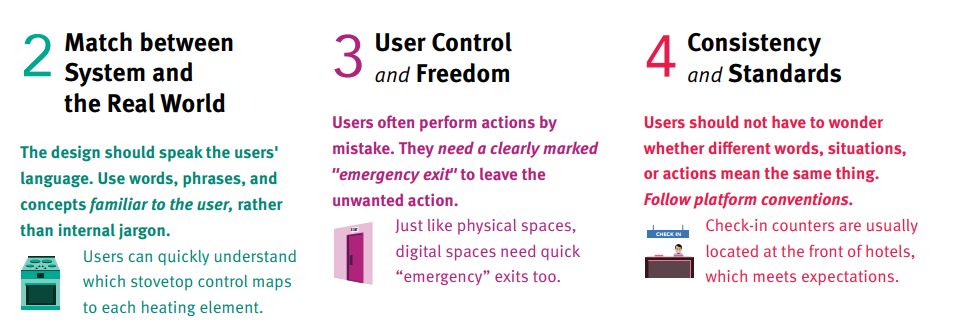 2 Match between
System and
the Real World
The design should speak the users'
language. Use words, phrases, and
concepts familiar to the user, rather
than internal jargon.
Users can quickly understand
which stovetop control maps
to each heating element.
3 User Control
and Freedom
Users often perform actions by
mistake. They need a clearly marked
"emergency exit" to leave the
unwanted action.
Just like physical spaces,
digital spaces need quick
“emergency” exits too.
4 Consistency
and Standards
Users should not have to wonder
whether different words, situations,
or actions mean the same thing.
Follow platform conventions.
CHECK IN
Check-in counters are usually
located at the front of hotels,
which meets expectations.